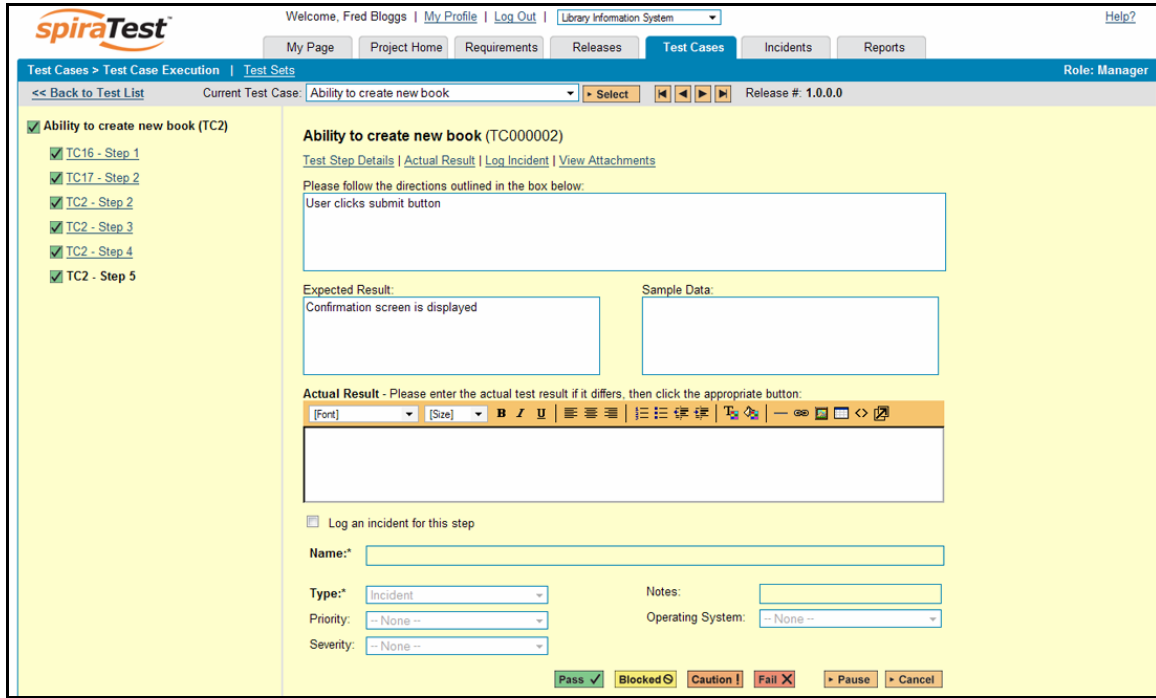 spiraTest
Welcome, Fred Bloggs | My Profile | Log Out | Library Information System
Help?
My Page Project Home Requirements Releases Test Cases Incidents Reports
Test Cases > Test Case Execution | Test Sets Role: Manager
<< Back to Test List Current Test Case: Ability to create new book Select Release #: 1.0.0.0
Ability to create new book (TC2)
TC16 - Step 1
TC17 - Step 2
TC2 - Step 2
TC2 - Step 3
TC2 - Step 4
TC2 - Step 5
Ability to create new book (TC000002)
Test Step Details | Actual Result | Log Incident | View Attachments
Please follow the directions outlined in the box below:
User clicks submit button
Expected Result: Sample Data:
Confirmation screen is displayed
Actual Result - Please enter the actual test result if it differs, then click the appropriate button:
[Font] [Size] B I U
Log an incident for this step
Name:*
Type:* Incident Notes:
Priority: -- None -- Operating System: -- None --
Severity: -- None --
Pass Blocked Caution ! Fail Pause Cancel